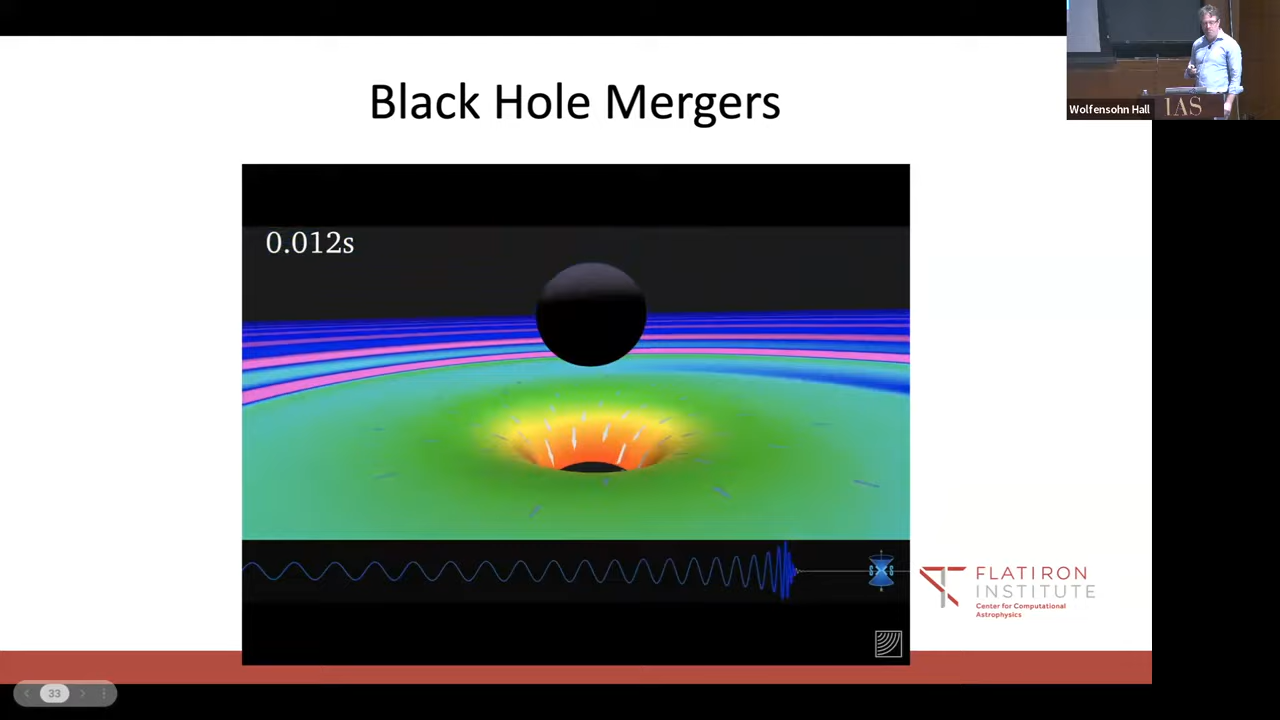 Black Hole Mergers
Wolfensohn Hall
IAS
0.012s
FLATIRON
INSTITUTE
Center for Computational
Astrophysics
33